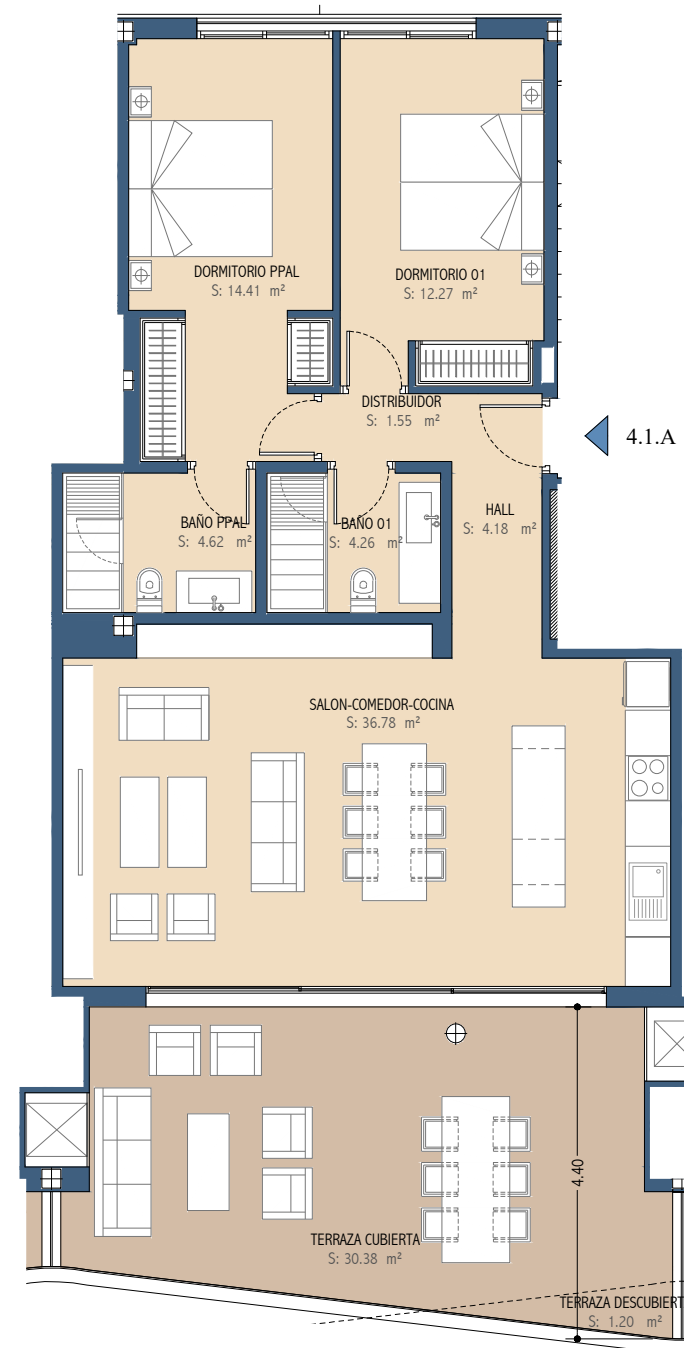 DORMITORIO PPAL
S: 14.41 m²
DORMITORIO 01
S: 12.27 m²
DISTRIBUIDOR
S: 1.55 m²
4.1.A
HALL
S: 4.18 m²
BAÑO PPAL
S: 4.62 m²
BAÑO 01
S: 4.26 m²
SALON-COMEDOR-COCINA
S: 36.78 m²
4.40
TERRAZA CUBIERTA
S: 30.38 m²
TERRAZA DESCUBIERT
S: 1.20 m²